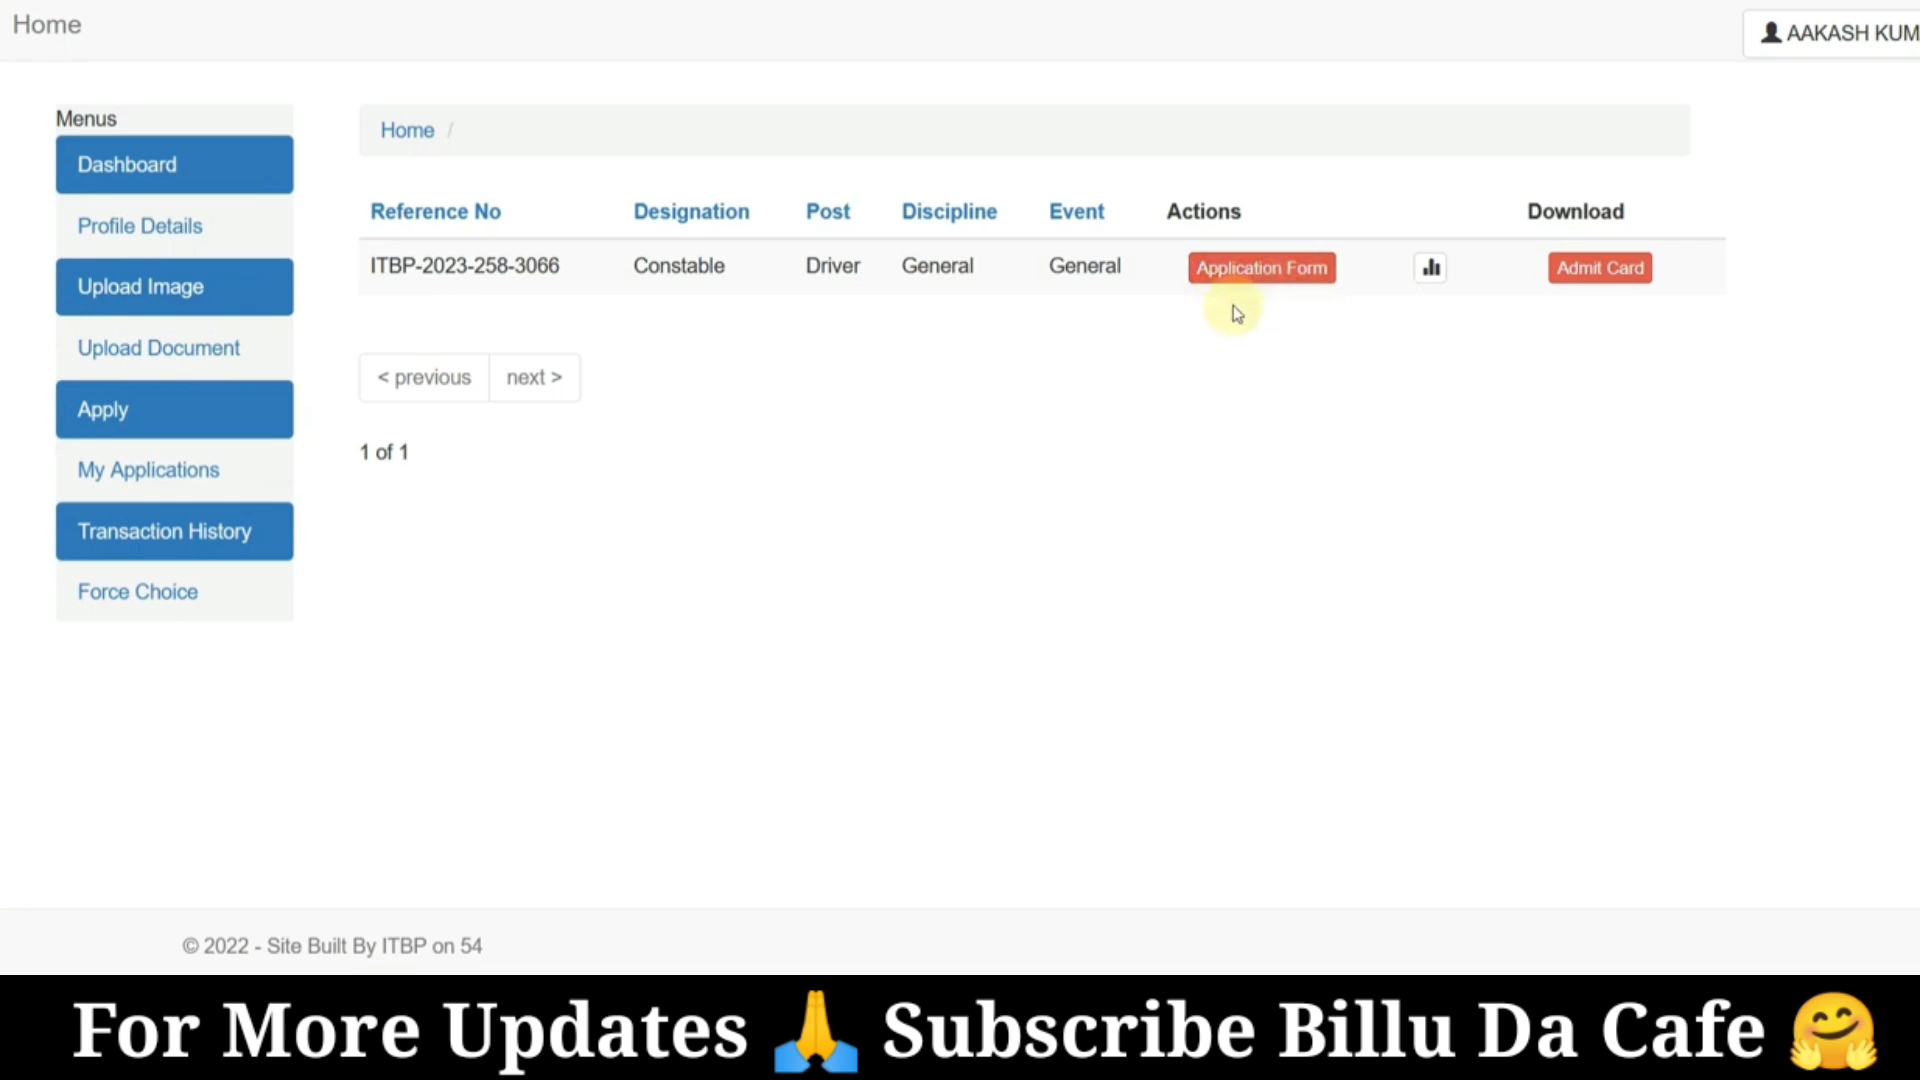 Home
AAKASH KUM
Menus
Dashboard
Profile Details
Upload Image
Upload Document
Apply
My Applications
Transaction History
Force Choice
Home /
Reference No Designation Post Discipline Event Actions Download
ITBP-2023-258-3066 Constable Driver General General Application Form Admit Card
< previous next >
1 of 1
© 2022 - Site Built By ITBP on 54
For More Updates 🙏 Subscribe Billu Da Cafe 🤗